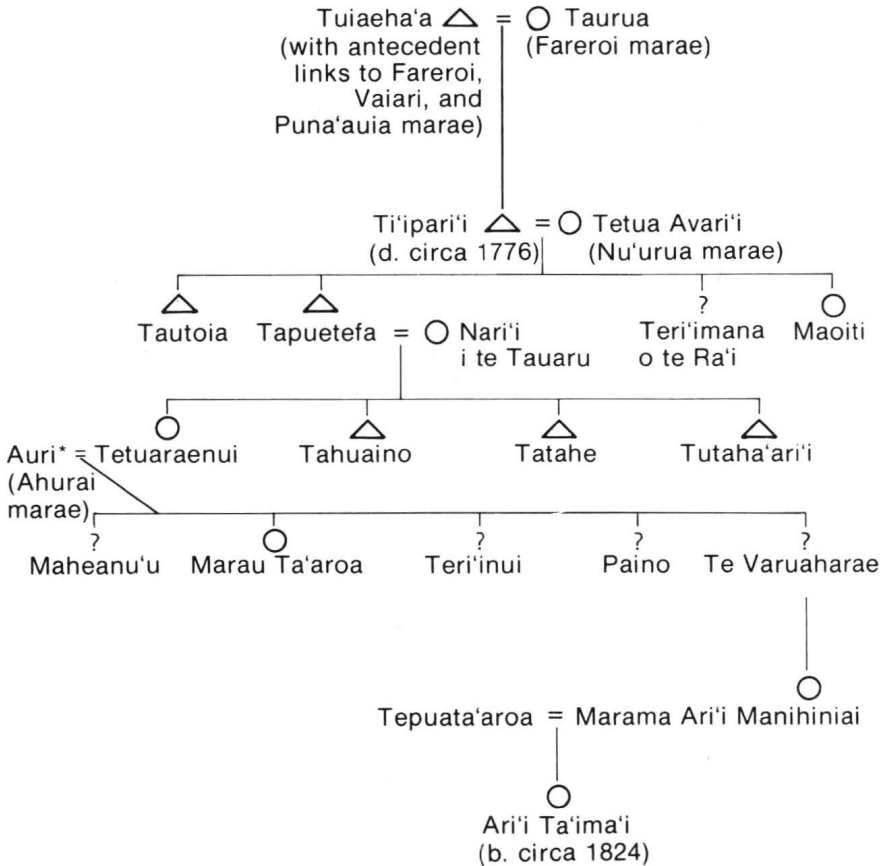 Tuiaeha‘a = Taurua
(with antecedent (Fareroi marae)
links to Fareroi,
Vaiari, and
Puna‘auia marae)
Ti‘ipari‘i = Tetua Avari‘i
(d. circa 1776) (Nu‘urua marae)
?
Tautoia Tapuetefa = Nari‘i Teri‘imana Maoiti
i te Tauaru o te Ra‘i
Auri* = Tetuaraenui Tahuaino Tatahe Tutaha‘ari‘i
(Ahurai
marae)
? ? ? ?
Maheanu‘u Marau Ta‘aroa Teri‘inui Paino Te Varuaharae
Tepuata‘aroa = Marama Ari‘i Manihiniai
Ari‘i Ta‘ima‘i
(b. circa 1824)